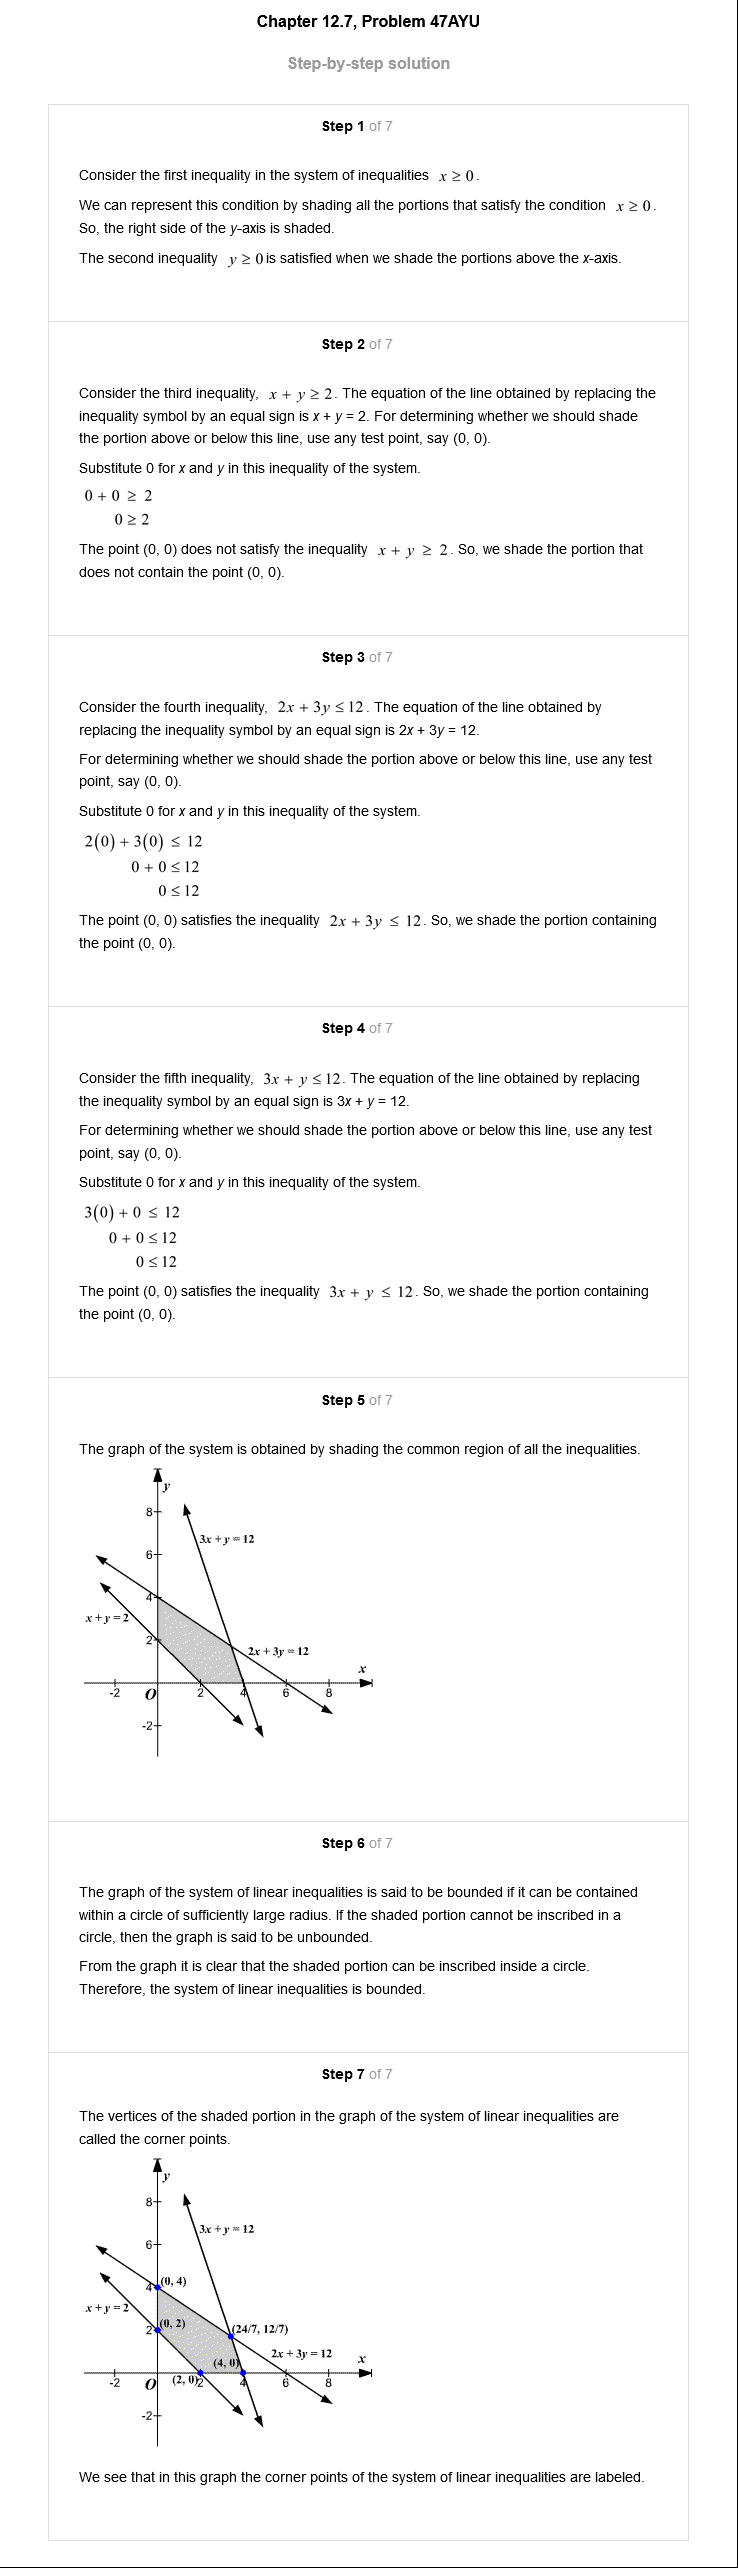 Chapter 12.7, Problem 47AYU
Step-by-step solution
Step 1 of 7
Consider the first inequality in the system of inequalities x ≥ 0.
We can represent this condition by shading all the portions that satisfy the condition x ≥ 0.
So, the right side of the y-axis is shaded.
The second inequality y ≥ 0 is satisfied when we shade the portions above the x-axis.
Step 2 of 7
Consider the third inequality, x + y ≥ 2. The equation of the line obtained by replacing the
inequality symbol by an equal sign is x + y = 2. For determining whether we should shade
the portion above or below this line, use any test point, say (0, 0).
Substitute 0 for x and y in this inequality of the system.
0 + 0 ≥ 2
0 ≥ 2
The point (0, 0) does not satisfy the inequality x + y ≥ 2. So, we shade the portion that
does not contain the point (0, 0).
Step 3 of 7
Consider the fourth inequality, 2x + 3y ≤ 12. The equation of the line obtained by
replacing the inequality symbol by an equal sign is 2x + 3y = 12.
For determining whether we should shade the portion above or below this line, use any test
point, say (0, 0).
Substitute 0 for x and y in this inequality of the system.
2(0) + 3(0) ≤ 12
0 + 0 ≤ 12
0 ≤ 12
The point (0, 0) satisfies the inequality 2x + 3y ≤ 12. So, we shade the portion containing
the point (0, 0).
Step 4 of 7
Consider the fifth inequality, 3x + y ≤ 12. The equation of the line obtained by replacing
the inequality symbol by an equal sign is 3x + y = 12.
For determining whether we should shade the portion above or below this line, use any test
point, say (0, 0).
Substitute 0 for x and y in this inequality of the system.
3(0) + 0 ≤ 12
0 + 0 ≤ 12
0 ≤ 12
The point (0, 0) satisfies the inequality 3x + y ≤ 12. So, we shade the portion containing
the point (0, 0).
Step 5 of 7
The graph of the system is obtained by shading the common region of all the inequalities.
y
8
3x + y = 12
6
4
x + y = 2
2
2x + 3y = 12
x
-2 O 2 4 6 8
-2
Step 6 of 7
The graph of the system of linear inequalities is said to be bounded if it can be contained
within a circle of sufficiently large radius. If the shaded portion cannot be inscribed in a
circle, then the graph is said to be unbounded.
From the graph it is clear that the shaded portion can be inscribed inside a circle.
Therefore, the system of linear inequalities is bounded.
Step 7 of 7
The vertices of the shaded portion in the graph of the system of linear inequalities are
called the corner points.
y
8
3x + y = 12
6
4 (0, 4)
x + y = 2
2 (0, 2) (24/7, 12/7)
2x + 3y = 12
(4, 0) x
-2 O (2, 0) 2 4 6 8
-2
We see that in this graph the corner points of the system of linear inequalities are labeled.